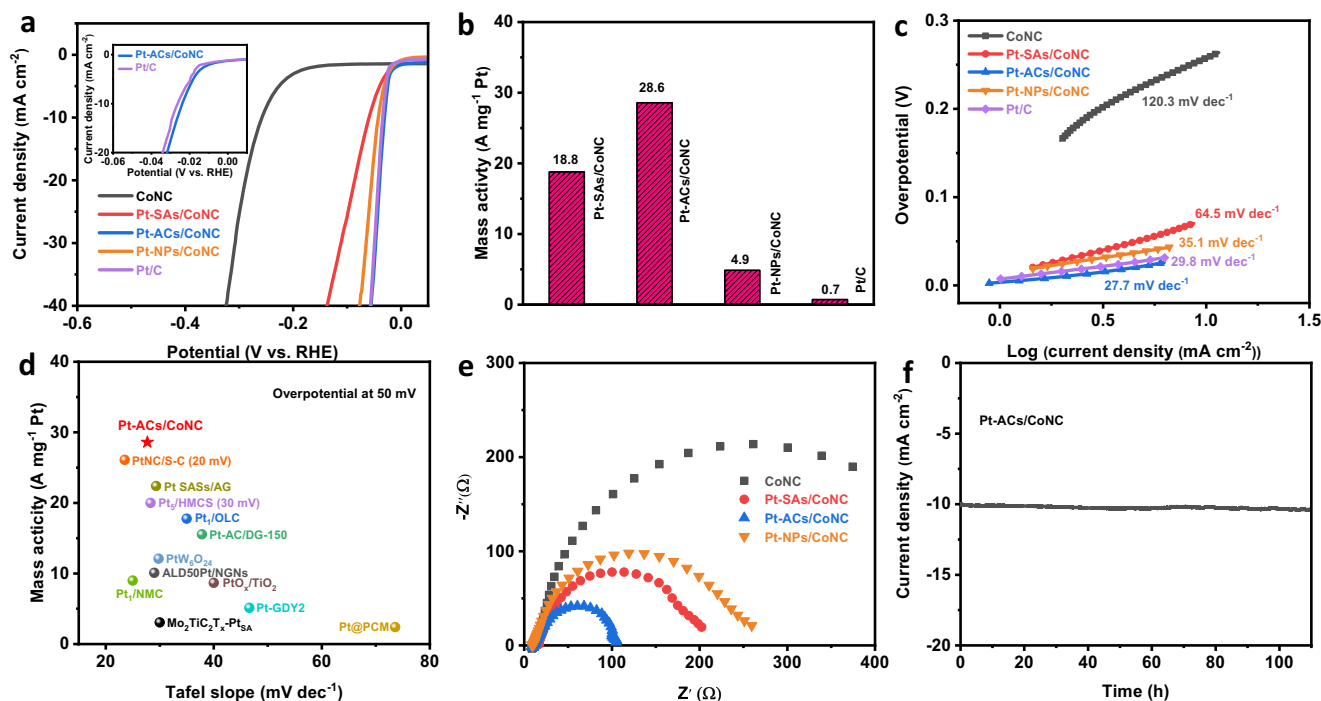 a
Current density (mA cm⁻²)
0
-10
-20
-30
-40
-0.6
-0.4
-0.2
0.0
Potential (V vs. RHE)
CoNC
Pt-SAs/CoNC
Pt-ACs/CoNC
Pt-NPs/CoNC
Pt/C
Pt-ACs/CoNC
Pt/C
Current density (mA cm⁻²)
0
-10
-20
-0.06
-0.04
-0.02
0.00
Potential (V vs. RHE)
b
Mass activty (A mg⁻¹ Pt)
40
30
20
10
0
18.8
Pt-SAs/CoNC
28.6
Pt-ACs/CoNC
4.9
Pt-NPs/CoNC
0.7
Pt/C
c
Overpotential (V)
0.3
0.2
0.1
0.0
CoNC
Pt-SAs/CoNC
Pt-ACs/CoNC
Pt-NPs/CoNC
Pt/C
120.3 mV dec⁻¹
64.5 mV dec⁻¹
35.1 mV dec⁻¹
29.8 mV dec⁻¹
27.7 mV dec⁻¹
0.0
0.5
1.0
1.5
Log (current density (mA cm⁻²))
d
Mass acticity (A mg⁻¹ Pt)
40
30
20
10
0
Overpotential at 50 mV
Pt-ACs/CoNC
PtNC/S-C (20 mV)
Pt SASs/AG
Pt₅/HMCS (30 mV)
Pt₁/OLC
Pt-AC/DG-150
PtW₆O₂₄
ALD50Pt/NGNs
PtOₓ/TiO₂
Pt₁/NMC
Pt-GDY2
Mo₂TiC₂Tₓ-Pt_SA
Pt@PCM
20
40
60
80
Tafel slope (mV dec⁻¹)
e
-Z″(Ω)
300
200
100
0
CoNC
Pt-SAs/CoNC
Pt-ACs/CoNC
Pt-NPs/CoNC
0
100
200
300
400
Z′ (Ω)
f
Current density (mA cm⁻²)
0
-5
-10
-15
-20
Pt-ACs/CoNC
0
20
40
60
80
100
Time (h)